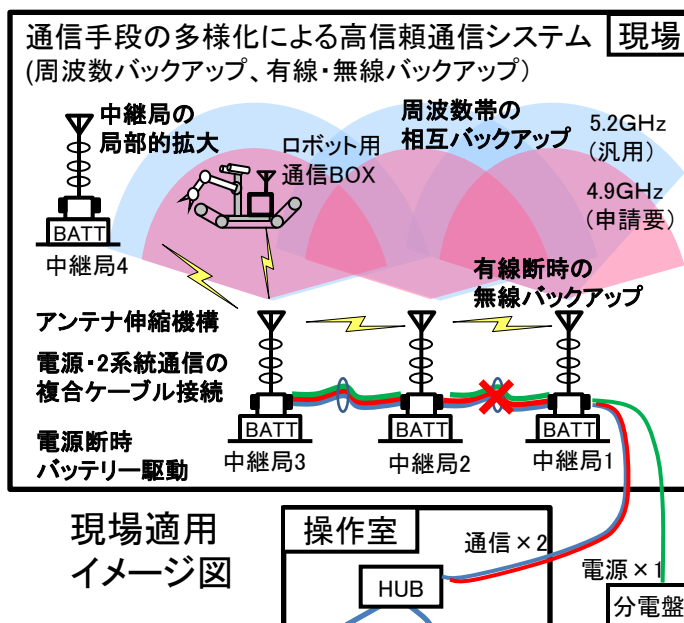 通信手段の多様化による高信頼通信システム
現場
(周波数バックアップ、有線・無線バックアップ)
中継局の
局部的拡大
ロボット用
通信BOX
周波数帯の
相互バックアップ
5.2GHz
(汎用)
4.9GHz
(申請要)
BATT
中継局4
有線断時の
無線バックアップ
アンテナ伸縮機構
電源・2系統通信の
複合ケーブル接続
電源断時
バッテリー駆動
BATT
中継局3
BATT
中継局2
BATT
中継局1
現場適用
イメージ図
操作室
通信×2
HUB
電源×1
分電盤